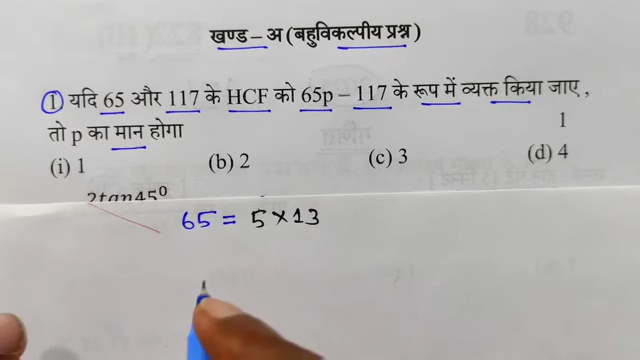 खण्ड – अ (बहुविकल्पीय प्रश्न)
① यदि 65 और 117 के HCF को 65p – 117 के रूप में व्यक्त किया जाए ,
तो p का मान होगा 1
(i) 1 (b) 2 (c) 3 (d) 4
2tan45⁰
65 = 5 × 13